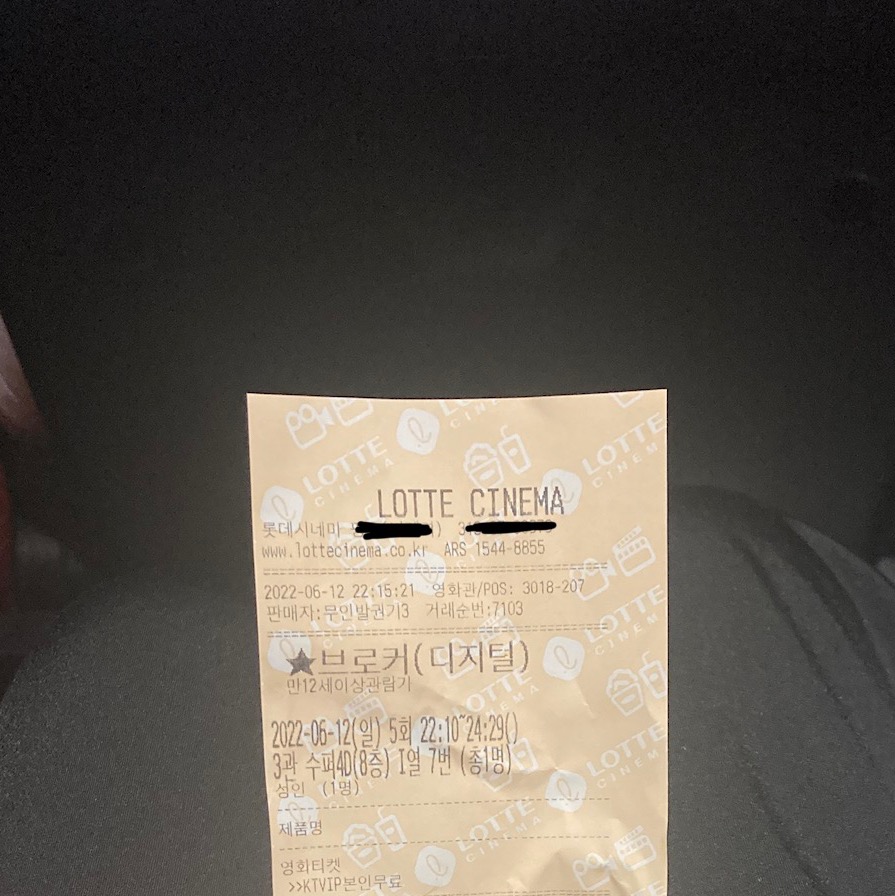 LOTTE CINEMA
롯데시네마
www.lottecinema.co.kr ARS 1544-8855
2022-06-12 22:15:21 영화관/POS: 3018-207
판매자:무인발권기3 거래순번:7103
★브로커(디지털)
만12세이상관람가
2022-06-12(일) 5회 22:10~24:29()
3관 수퍼4D(8층) I열 7번 (총1명)
성인 (1명)
제품명
영화티켓
>>KTVIP본인무료